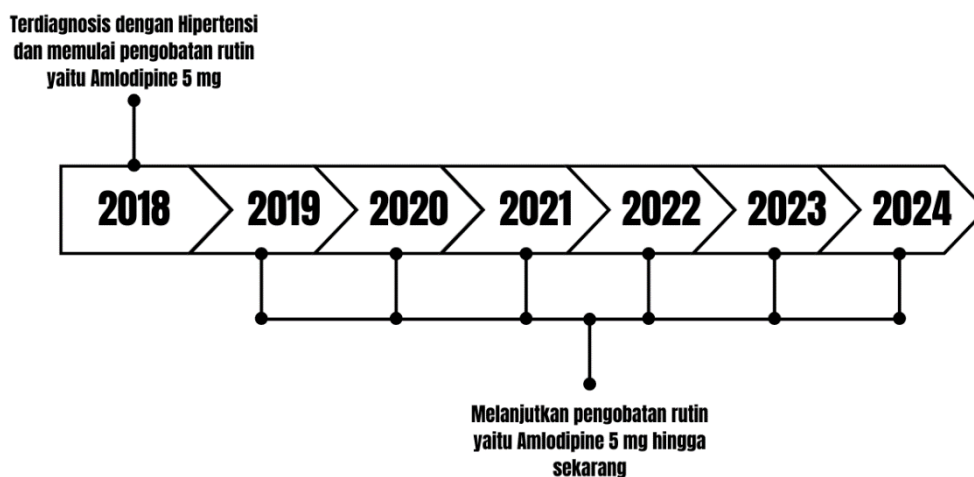 Terdiagnosis dengan Hipertensi
dan memulai pengobatan rutin
yaitu Amlodipine 5 mg
2018
2019
2020
2021
2022
2023
2024
Melanjutkan pengobatan rutin
yaitu Amlodipine 5 mg hingga
sekarang